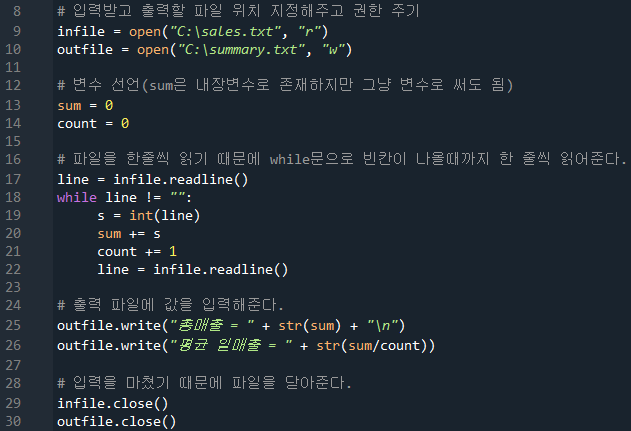 8 # 입력받고 출력할 파일 위치 지정해주고 권한 주기
9 infile = open("C:\sales.txt", "r")
10 outfile = open("C:\summary.txt", "w")
11
12 # 변수 선언(sum은 내장변수로 존재하지만 그냥 변수로 써도 됨)
13 sum = 0
14 count = 0
15
16 # 파일을 한줄씩 읽기 때문에 while문으로 빈칸이 나올때까지 한 줄씩 읽어준다.
17 line = infile.readline()
18 while line != "":
19 s = int(line)
20 sum += s
21 count += 1
22 line = infile.readline()
23
24 # 출력 파일에 값을 입력해준다.
25 outfile.write("총매출 = " + str(sum) + "\n")
26 outfile.write("평균 일매출 = " + str(sum/count))
27
28 # 입력을 마쳤기 때문에 파일을 닫아준다.
29 infile.close()
30 outfile.close()